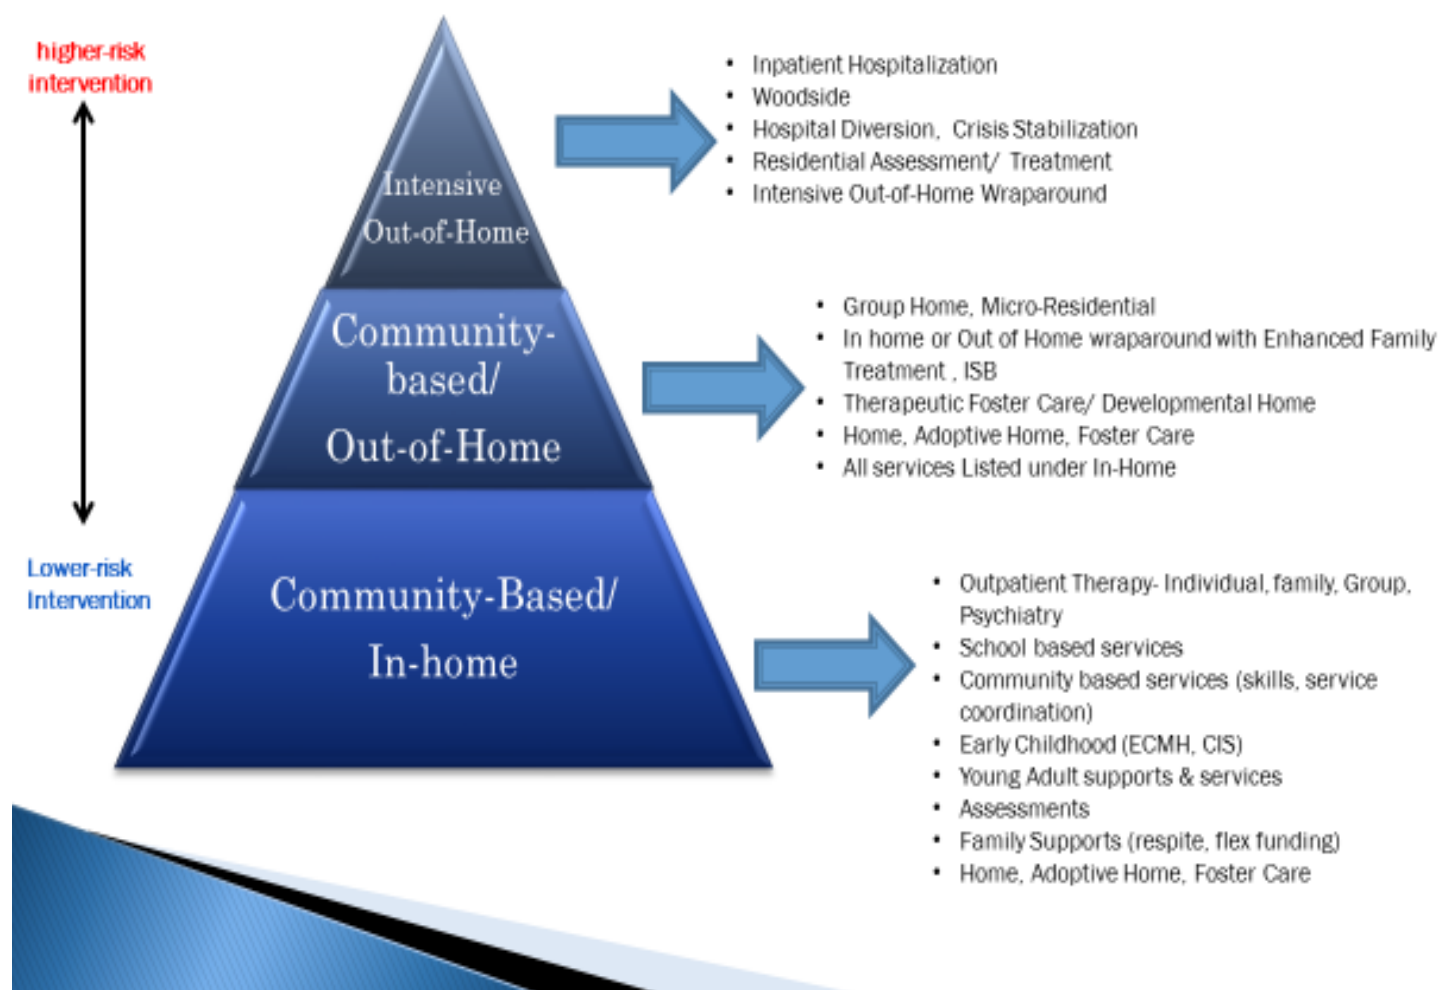 higher-risk
intervention
Lower-risk
Intervention
Intensive
Out-of-Home
• Inpatient Hospitalization
• Woodside
• Hospital Diversion, Crisis Stabilization
• Residential Assessment/ Treatment
• Intensive Out-of-Home Wraparound
Community-
based/
Out-of-Home
• Group Home, Micro-Residential
• In home or Out of Home wraparound with Enhanced Family
Treatment , ISB
• Therapeutic Foster Care/ Developmental Home
• Home, Adoptive Home, Foster Care
• All services Listed under In-Home
Community-Based/
In-home
• Outpatient Therapy- Individual, family, Group,
Psychiatry
• School based services
• Community based services (skills, service
coordination)
• Early Childhood (ECMH, CIS)
• Young Adult supports & services
• Assessments
• Family Supports (respite, flex funding)
• Home, Adoptive Home, Foster Care